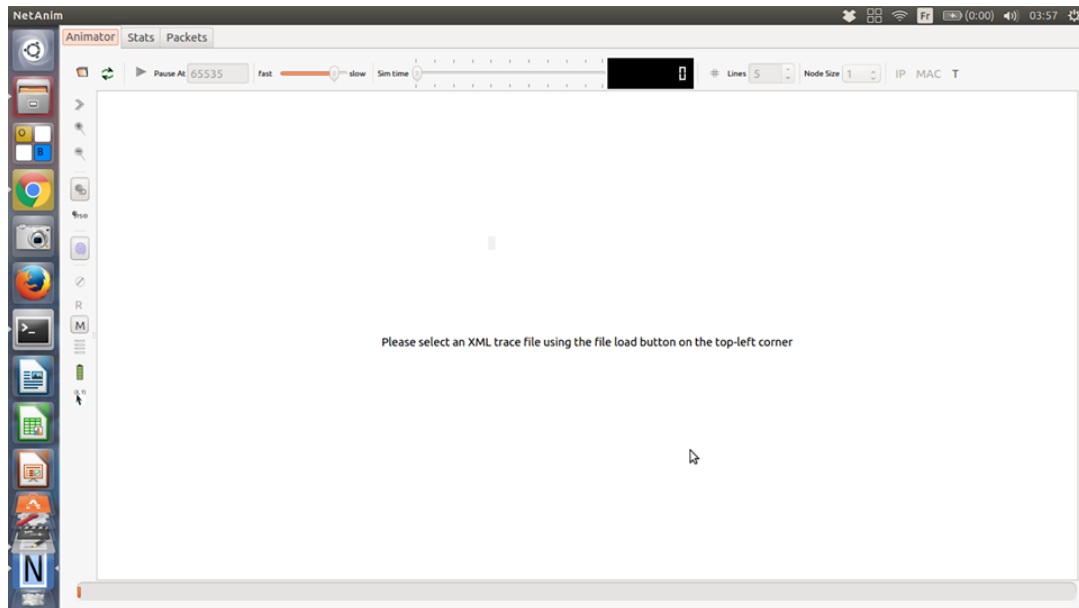 NetAnim
Fr (0:00) 03:57
Animator Stats Packets
Pause At 65535 fast slow Sim time 0 # Lines 5 Node Size 1 IP MAC T
R
M
Please select an XML trace file using the file load button on the top-left corner
O
B
N